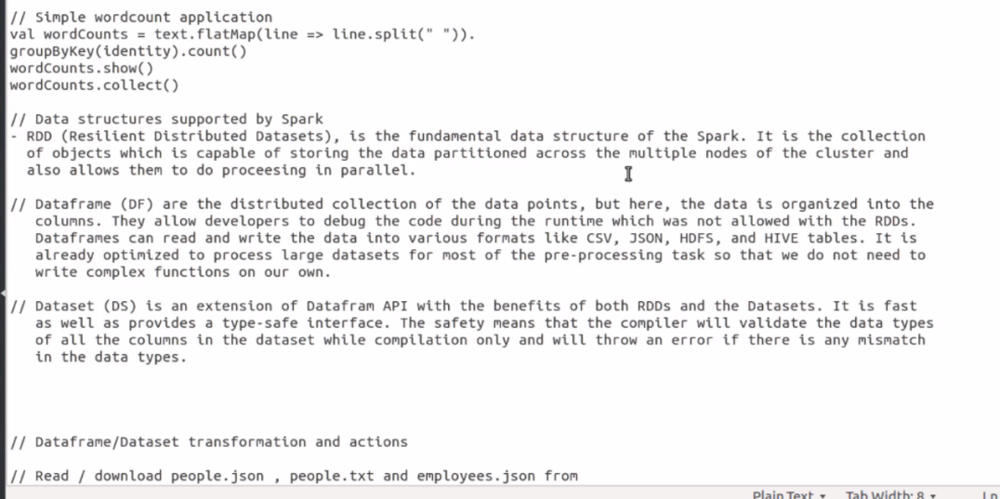 // Simple wordcount application
val wordCounts = text.flatMap(line => line.split(" ")).
groupByKey(identity).count()
wordCounts.show()
wordCounts.collect()
// Data structures supported by Spark
- RDD (Resilient Distributed Datasets), is the fundamental data structure of the Spark. It is the collection
of objects which is capable of storing the data partitioned across the multiple nodes of the cluster and
also allows them to do proceesing in parallel.
// Dataframe (DF) are the distributed collection of the data points, but here, the data is organized into the
columns. They allow developers to debug the code during the runtime which was not allowed with the RDDs.
Dataframes can read and write the data into various formats like CSV, JSON, HDFS, and HIVE tables. It is
already optimized to process large datasets for most of the pre-processing task so that we do not need to
write complex functions on our own.
// Dataset (DS) is an extension of Datafram API with the benefits of both RDDs and the Datasets. It is fast
as well as provides a type-safe interface. The safety means that the compiler will validate the data types
of all the columns in the dataset while compilation only and will throw an error if there is any mismatch
in the data types.
// Dataframe/Dataset transformation and actions
// Read / download people.json , people.txt and employees.json from
Plain Text Tab Width: 8 Ln